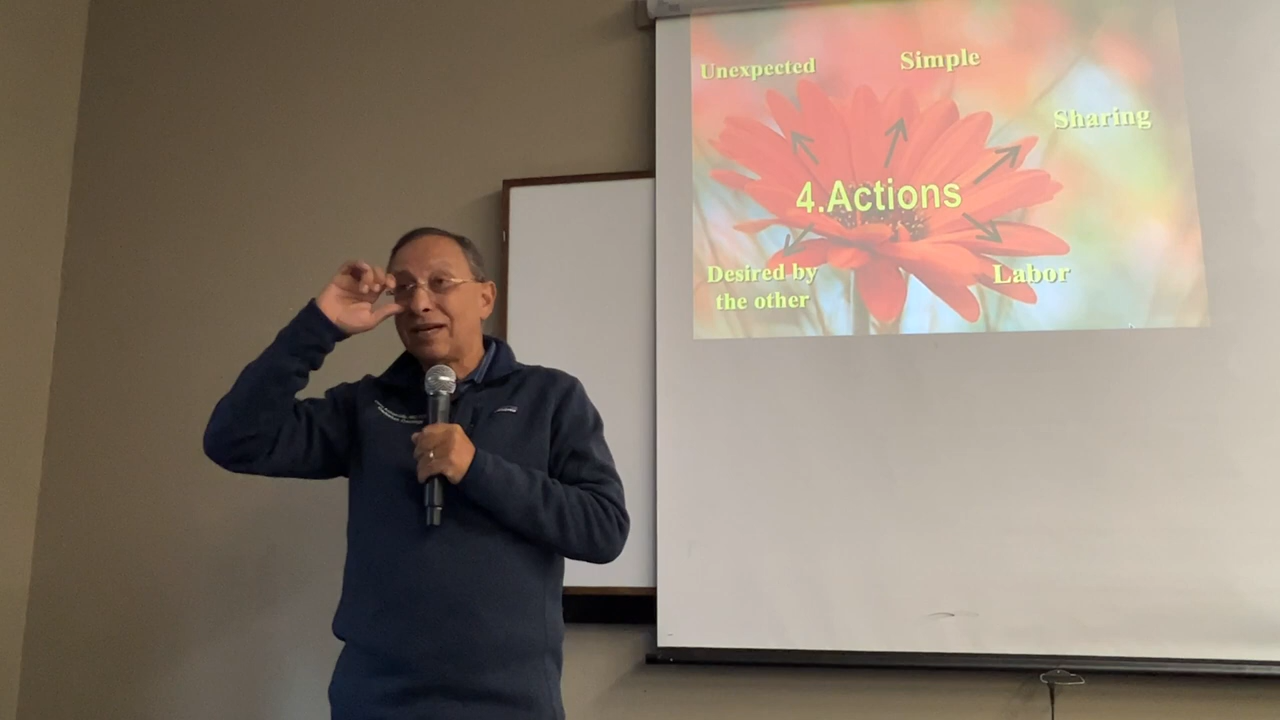 Unexpected
Simple
Sharing
4.Actions
Desired by
the other
Labor